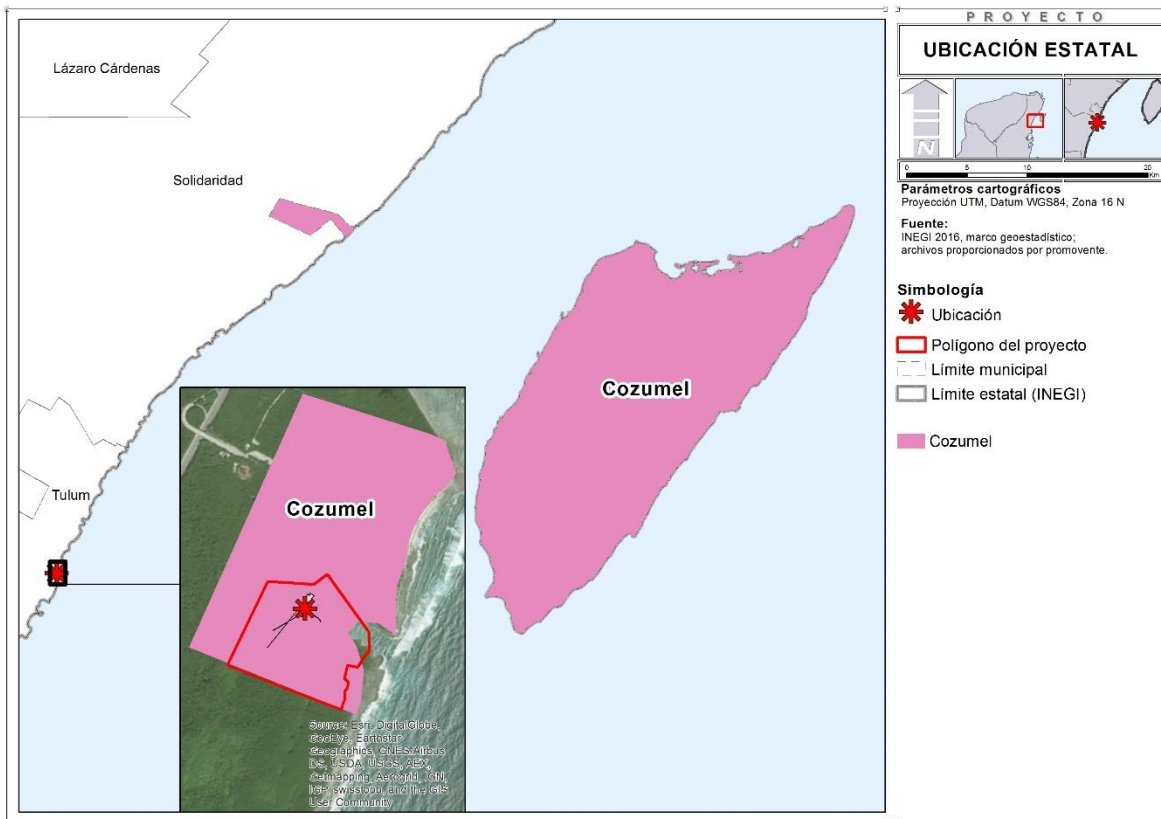 Lázaro Cárdenas
Solidaridad
Cozumel
Tulum
Cozumel
Source: Esri, DigitalGlobe,
GeoEye, Earthstar
Geographics, CNES/Airbus
DS, USDA, USGS, AEX,
Getmapping, Aerogrid, IGN,
IGP, swisstopo, and the GIS
User Community
PROYECTO
UBICACIÓN ESTATAL
N
0 5 10 20
Km
Parámetros cartográficos
Proyección UTM, Datum WGS84, Zona 16 N
Fuente:
INEGI 2016, marco geoestadístico;
archivos proporcionados por promovente.
Simbología
Ubicación
Polígono del proyecto
Límite municipal
Límite estatal (INEGI)
Cozumel